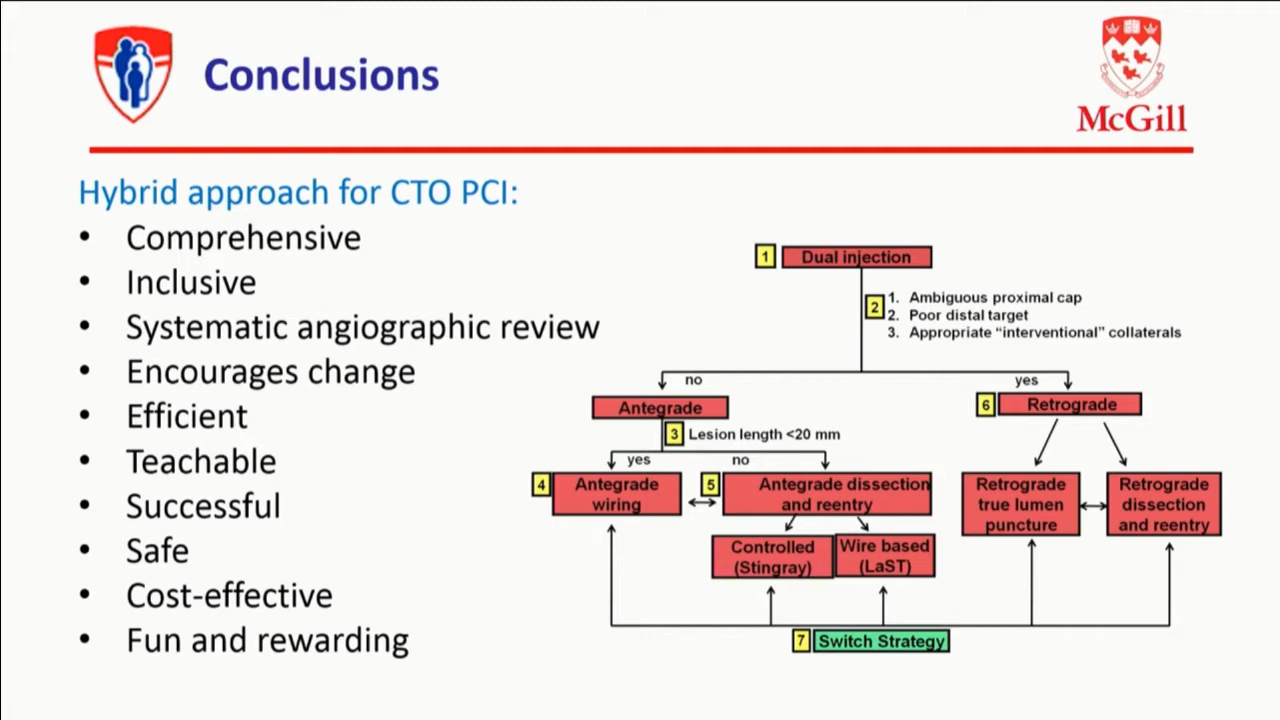 Conclusions
McGill
Hybrid approach for CTO PCI:
• Comprehensive
• Inclusive
• Systematic angiographic review
• Encourages change
• Efficient
• Teachable
• Successful
• Safe
• Cost-effective
• Fun and rewarding
1 Dual injection
2
1. Ambiguous proximal cap
2. Poor distal target
3. Appropriate “interventional” collaterals
no
yes
Antegrade
6 Retrograde
3 Lesion length <20 mm
yes
no
4 Antegrade
wiring
5 Antegrade dissection
and reentry
Retrograde
true lumen
puncture
Retrograde
dissection
and reentry
Controlled
(Stingray)
Wire based
(LaST)
7 Switch Strategy